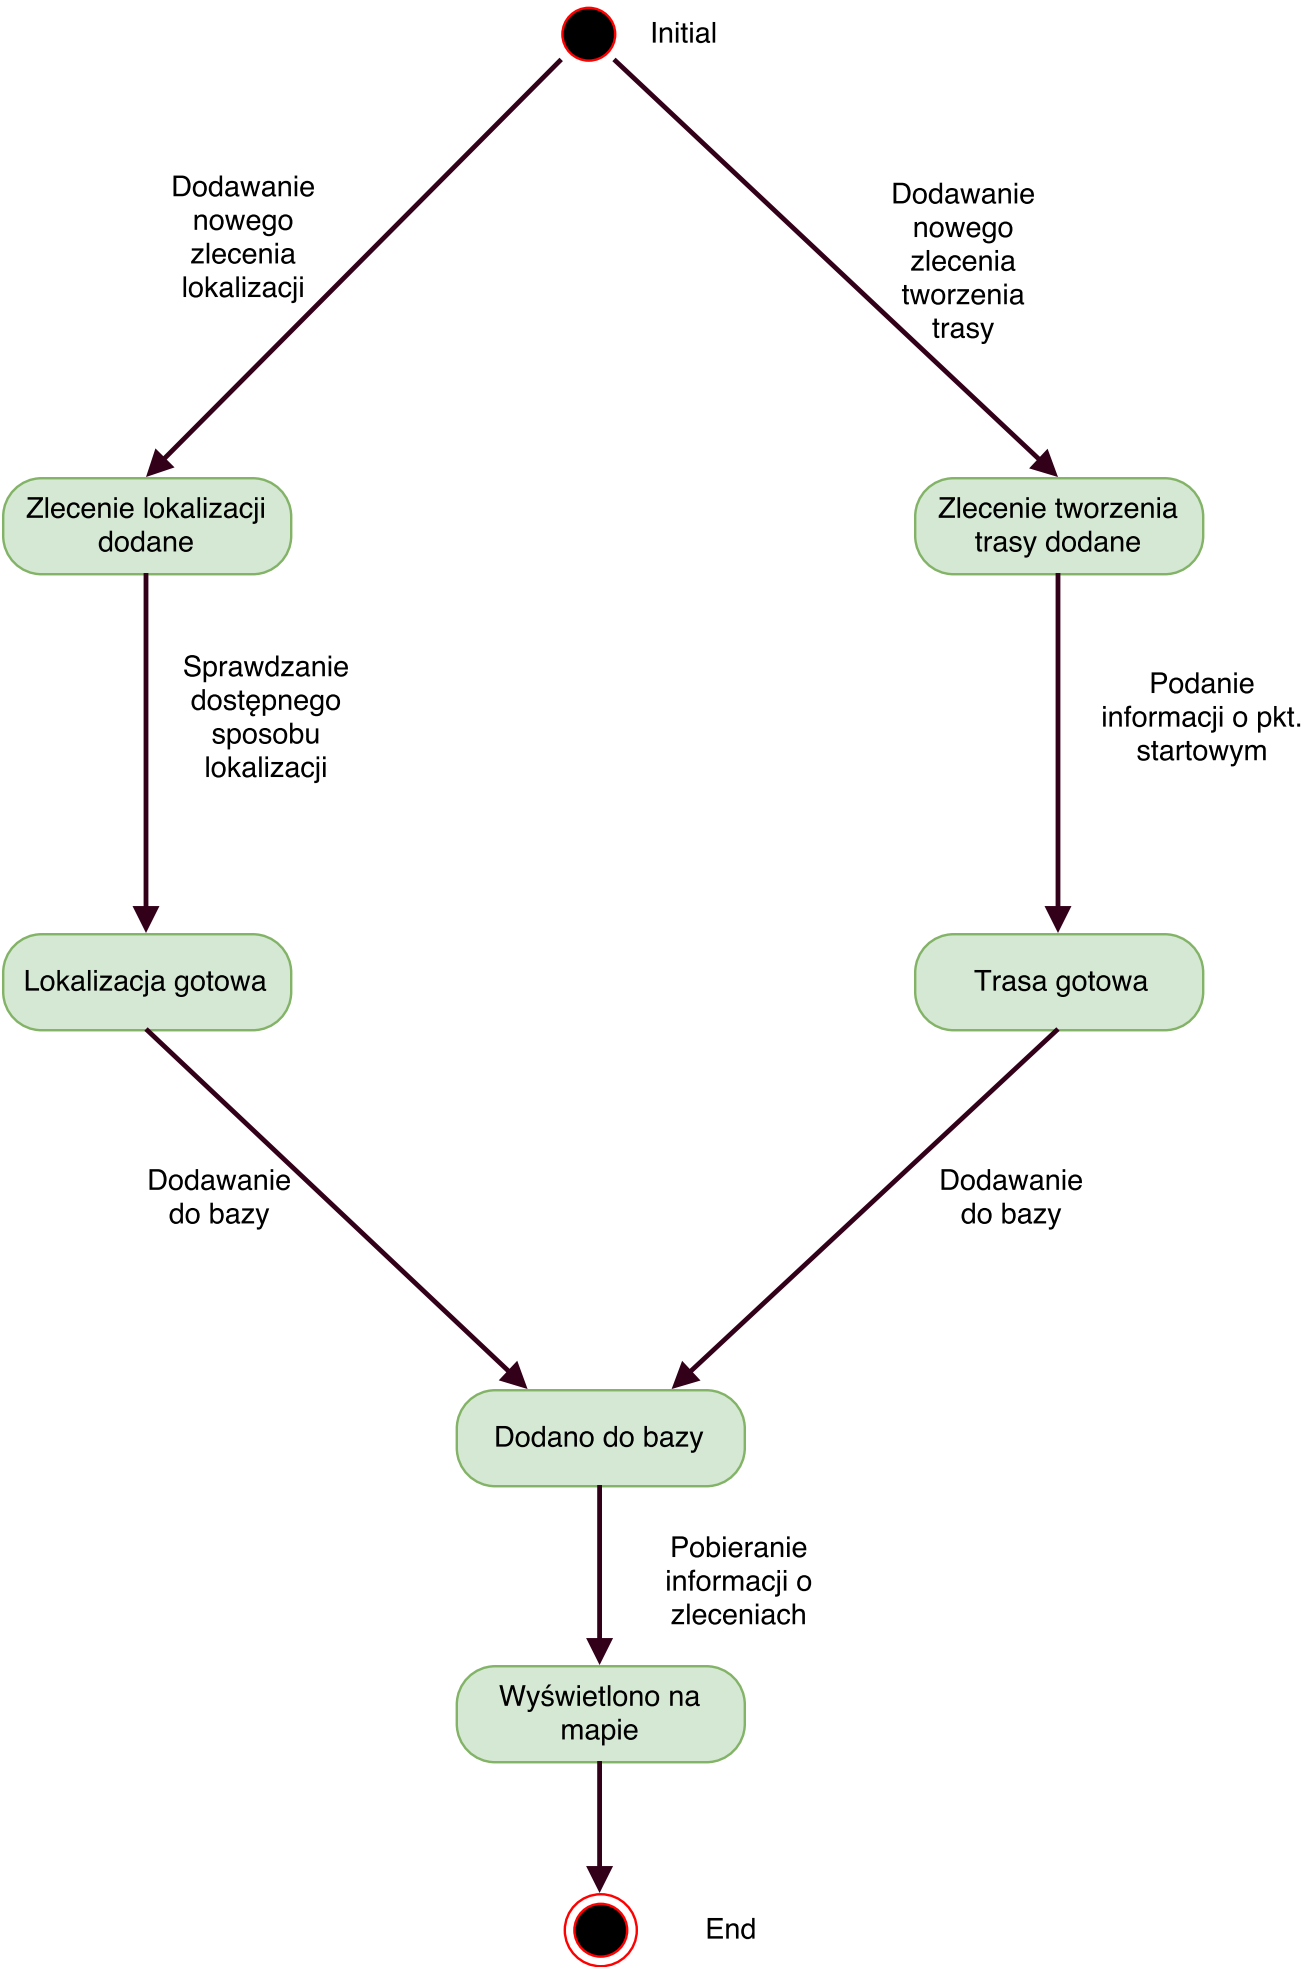 Initial
Dodawanie
nowego
zlecenia
lokalizacji
Dodawanie
nowego
zlecenia
tworzenia
trasy
Zlecenie lokalizacji
dodane
Zlecenie tworzenia
trasy dodane
Sprawdzanie
dostępnego
sposobu
lokalizacji
Podanie
informacji o pkt.
startowym
Lokalizacja gotowa
Trasa gotowa
Dodawanie
do bazy
Dodawanie
do bazy
Dodano do bazy
Pobieranie
informacji o
zleceniach
Wyświetlono na
mapie
End